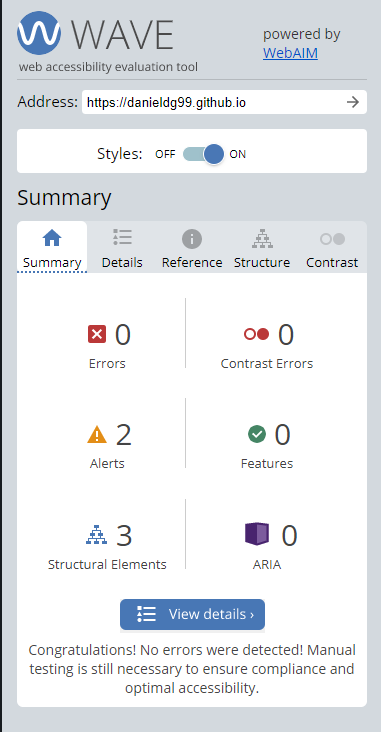 WAVE
web accessibility evaluation tool
powered by
WebAIM
Address: https://danieldg99.github.io
Styles: OFF ON
Summary
Summary Details Reference Structure Contrast
0 0
Errors Contrast Errors
2 0
Alerts Features
3 0
Structural Elements ARIA
View details ›
Congratulations! No errors were detected! Manual
testing is still necessary to ensure compliance and
optimal accessibility.